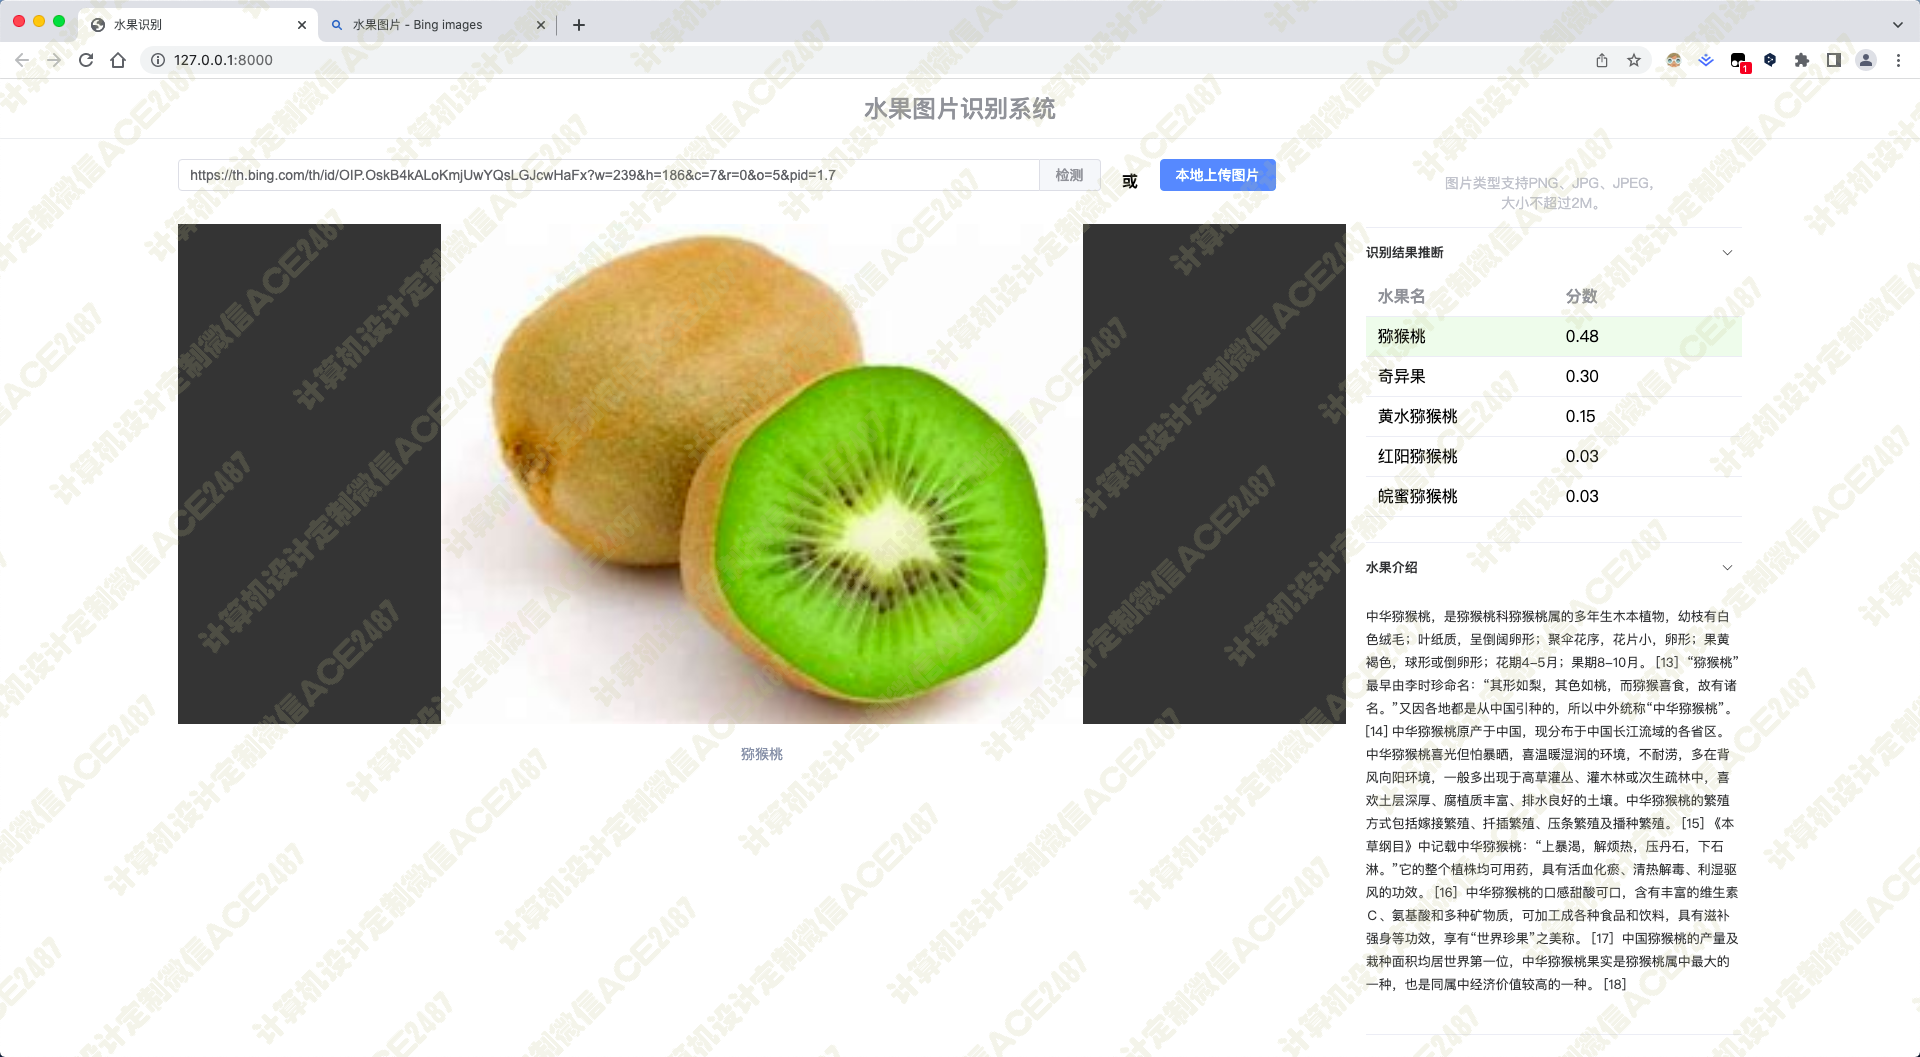 水果识别
水果图片 - Bing images
127.0.0.1:8000
1
水果图片识别系统
https://th.bing.com/th/id/OIP.OskB4kALoKmjUwYQsLGJcwHaFx?w=239&h=186&c=7&r=0&o=5&pid=1.7
检测
或
本地上传图片
图片类型支持PNG、JPG、JPEG，
大小不超过2M。
识别结果推断
水果名 分数
猕猴桃 0.48
奇异果 0.30
黄水猕猴桃 0.15
红阳猕猴桃 0.03
皖蜜猕猴桃 0.03
猕猴桃
水果介绍
中华猕猴桃，是猕猴桃科猕猴桃属的多年生木本植物，幼枝有白
色绒毛；叶纸质，呈倒阔卵形；聚伞花序，花片小，卵形；果黄
褐色，球形或倒卵形；花期4-5月；果期8-10月。 [13] “猕猴桃”
最早由李时珍命名：“其形如梨，其色如桃，而猕猴喜食，故有诸
名。”又因各地都是从中国引种的，所以中外统称“中华猕猴桃”。
[14] 中华猕猴桃原产于中国，现分布于中国长江流域的各省区。
中华猕猴桃喜光但怕暴晒，喜温暖湿润的环境，不耐涝，多在背
风向阳环境，一般多出现于高草灌丛、灌木林或次生疏林中，喜
欢土层深厚、腐植质丰富、排水良好的土壤。中华猕猴桃的繁殖
方式包括嫁接繁殖、扦插繁殖、压条繁殖及播种繁殖。 [15] 《本
草纲目》中记载中华猕猴桃：“上暴渴，解烦热，压丹石，下石
淋。”它的整个植株均可用药，具有活血化瘀、清热解毒、利湿驱
风的功效。 [16] 中华猕猴桃的口感甜酸可口，含有丰富的维生素
C、氨基酸和多种矿物质，可加工成各种食品和饮料，具有滋补
强身等功效，享有“世界珍果”之美称。 [17] 中国猕猴桃的产量及
栽种面积均居世界第一位，中华猕猴桃果实是猕猴桃属中最大的
一种，也是同属中经济价值较高的一种。 [18]
计算机设计定制微信ACE2487